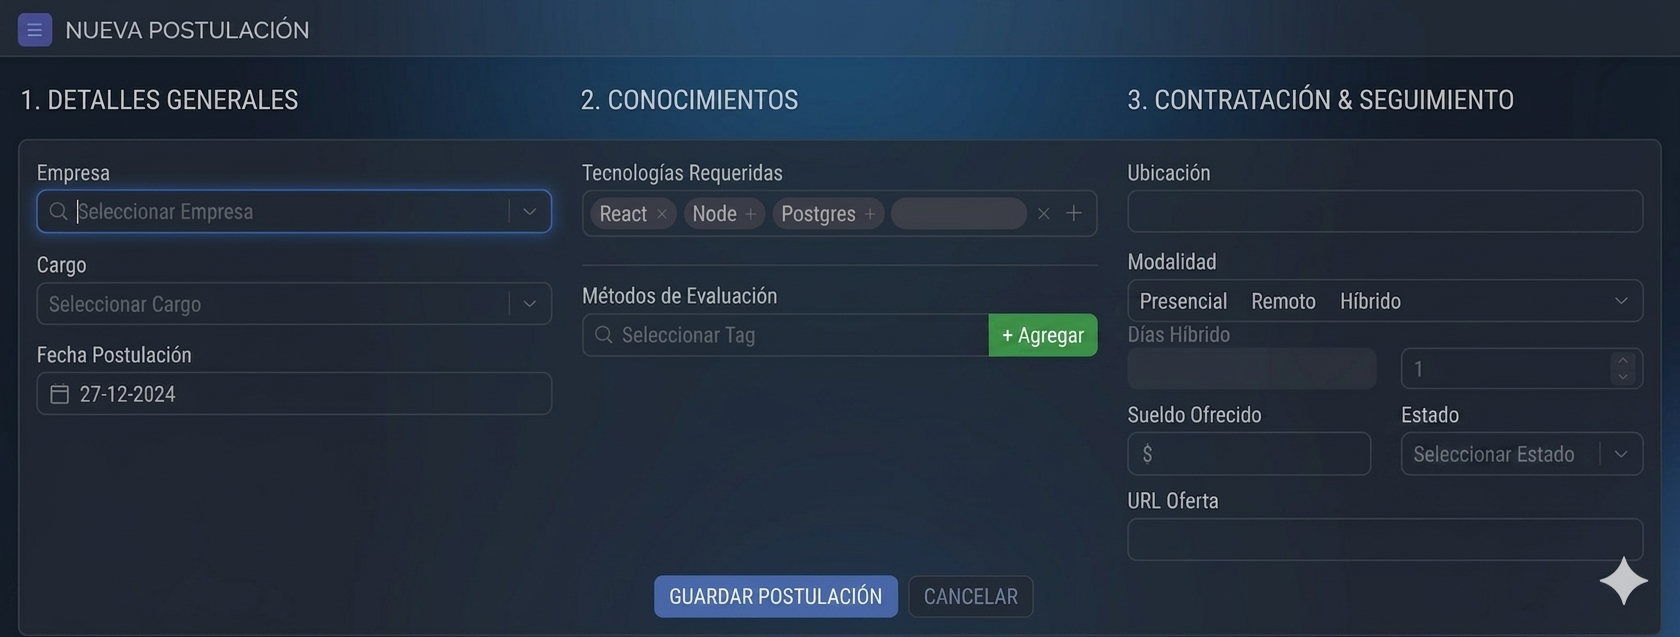 NUEVA POSTULACIÓN
1. DETALLES GENERALES
Empresa
Seleccionar Empresa
Cargo
Seleccionar Cargo
Fecha Postulación
27-12-2024
2. CONOCIMIENTOS
Tecnologías Requeridas
React × Node + Postgres + × +
Métodos de Evaluación
Seleccionar Tag + Agregar
3. CONTRATACIÓN & SEGUIMIENTO
Ubicación
Modalidad
Presencial Remoto Híbrido
Días Híbrido
1
Sueldo Ofrecido Estado
$ Seleccionar Estado
URL Oferta
GUARDAR POSTULACIÓN CANCELAR